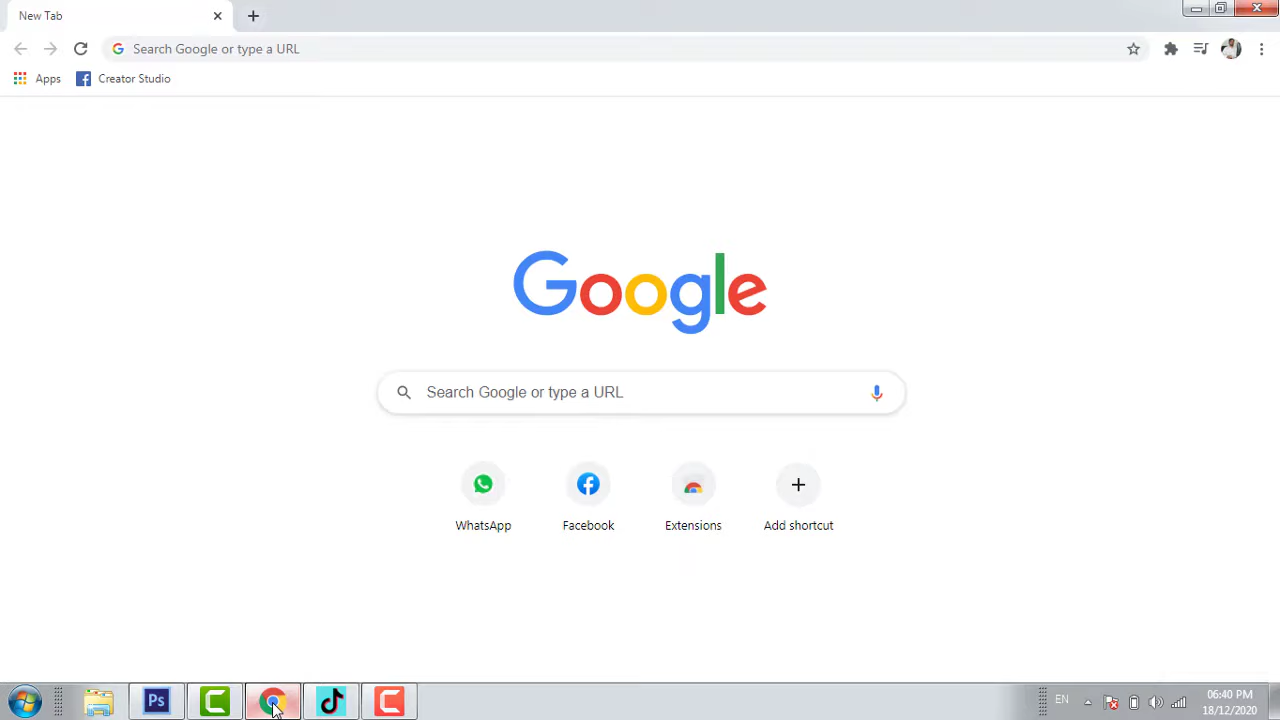 New Tab
Search Google or type a URL
Apps
Creator Studio
Google
Search Google or type a URL
WhatsApp
Facebook
Extensions
Add shortcut
Ps
EN
06:40 PM
18/12/2020